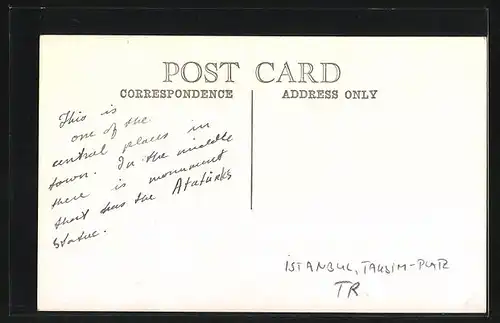 POST CARD
CORRESPONDENCE
ADDRESS ONLY
This is
one of the
central places in
town. In the middle
there is monument
that has the Atatürks
statue.
İSTANBUL, TAKSİM-PLATZ
TR.